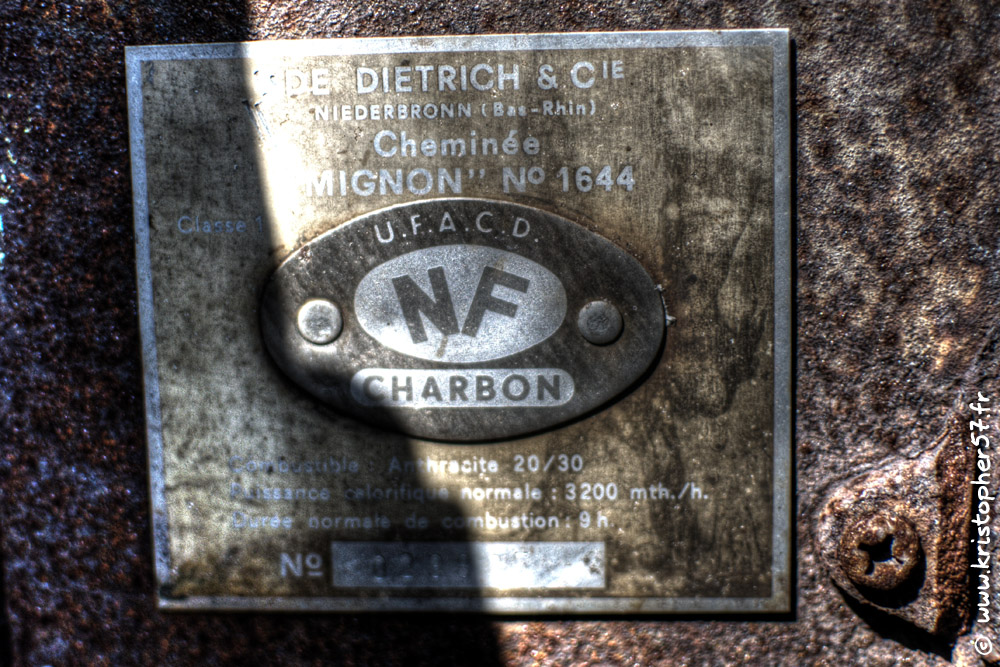 DE DIETRICH & CIE
NIEDERBRONN (Bas-Rhin)
Cheminée
"MIGNON" No 1644
Classe 1
U.F.A.C.D
NF
CHARBON
Combustible : Anthracite 20/30
Puissance calorifique normale : 3200 mth./h.
Durée normale de combustion : 9 h
No
© www.kristopher57.fr